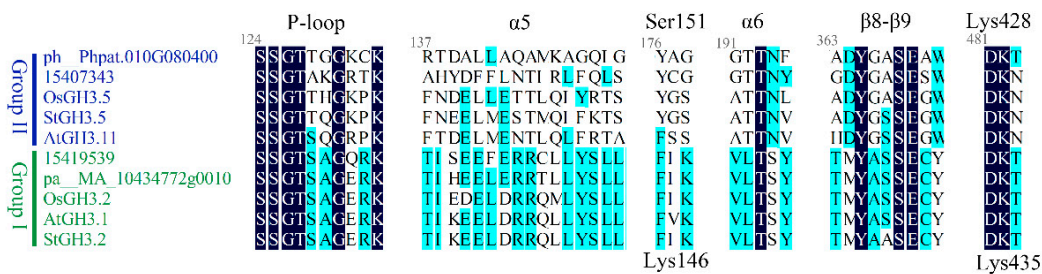 P-loop α5 Ser151 α6 β8-β9 Lys428
124 137 176 191 363 481
ph__Phpat.010G080400 SSGTTGGKCK RTDALLAQAMKAGQLG YAG GTTNF ADYGASEAW DKT
15407343 SSGTAKGRTK AHYDFFLNTIRLFQLS YCG GTTNY GDYGASESW DKN
OsGH3.5 SSGTTHGKPK FNDELLETTLQIYRTS YGS ATTNL ADYGASEGW DKN
StGH3.5 SSGTTQGKPK FNDELMESTMQIFKTS YGS ATTNV ADYGSSEGW DKN
AtGH3.11 SSGTSQGRPK FTDELMENTLQLFRTA FSS ATTNV HDYGSSEGW DKN
15419539 SSGTSAGQRK TISEEFERRCLLYSLL FIK VLTSY TMYASSECY DKT
pa__MA_10434772g0010 SSGTSAGERK TIHEELERRTLLYSLL FIK VLTSY TMYASSECY DKT
OsGH3.2 SSGTSAGERK TIDEDLDRRQMLYSLL FIK VLTSY TMYASSECY DKT
AtGH3.1 SSGTSAGERK TIKEELDRRQLLYSLL FVK VLTSY TMYASSECY DKT
StGH3.2 SSGTSAGERK TIKEELDRRQLLYSLL FIK VLTSY TMYAASECY DKT
Lys146 Lys435
Group II
Group I